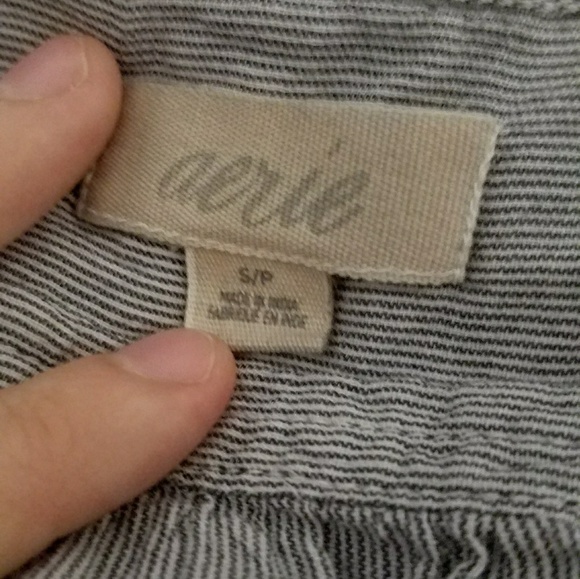 aerie
S/P
MADE IN INDIA
FABRIQUÉ EN INDE